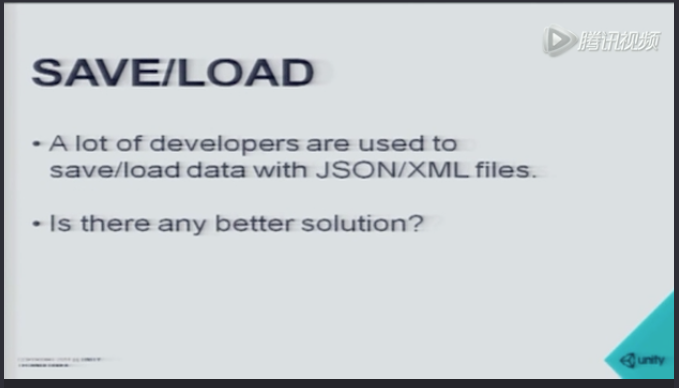 腾讯视频
SAVE/LOAD
• A lot of developers are used to
save/load data with JSON/XML files.
• Is there any better solution?
unity